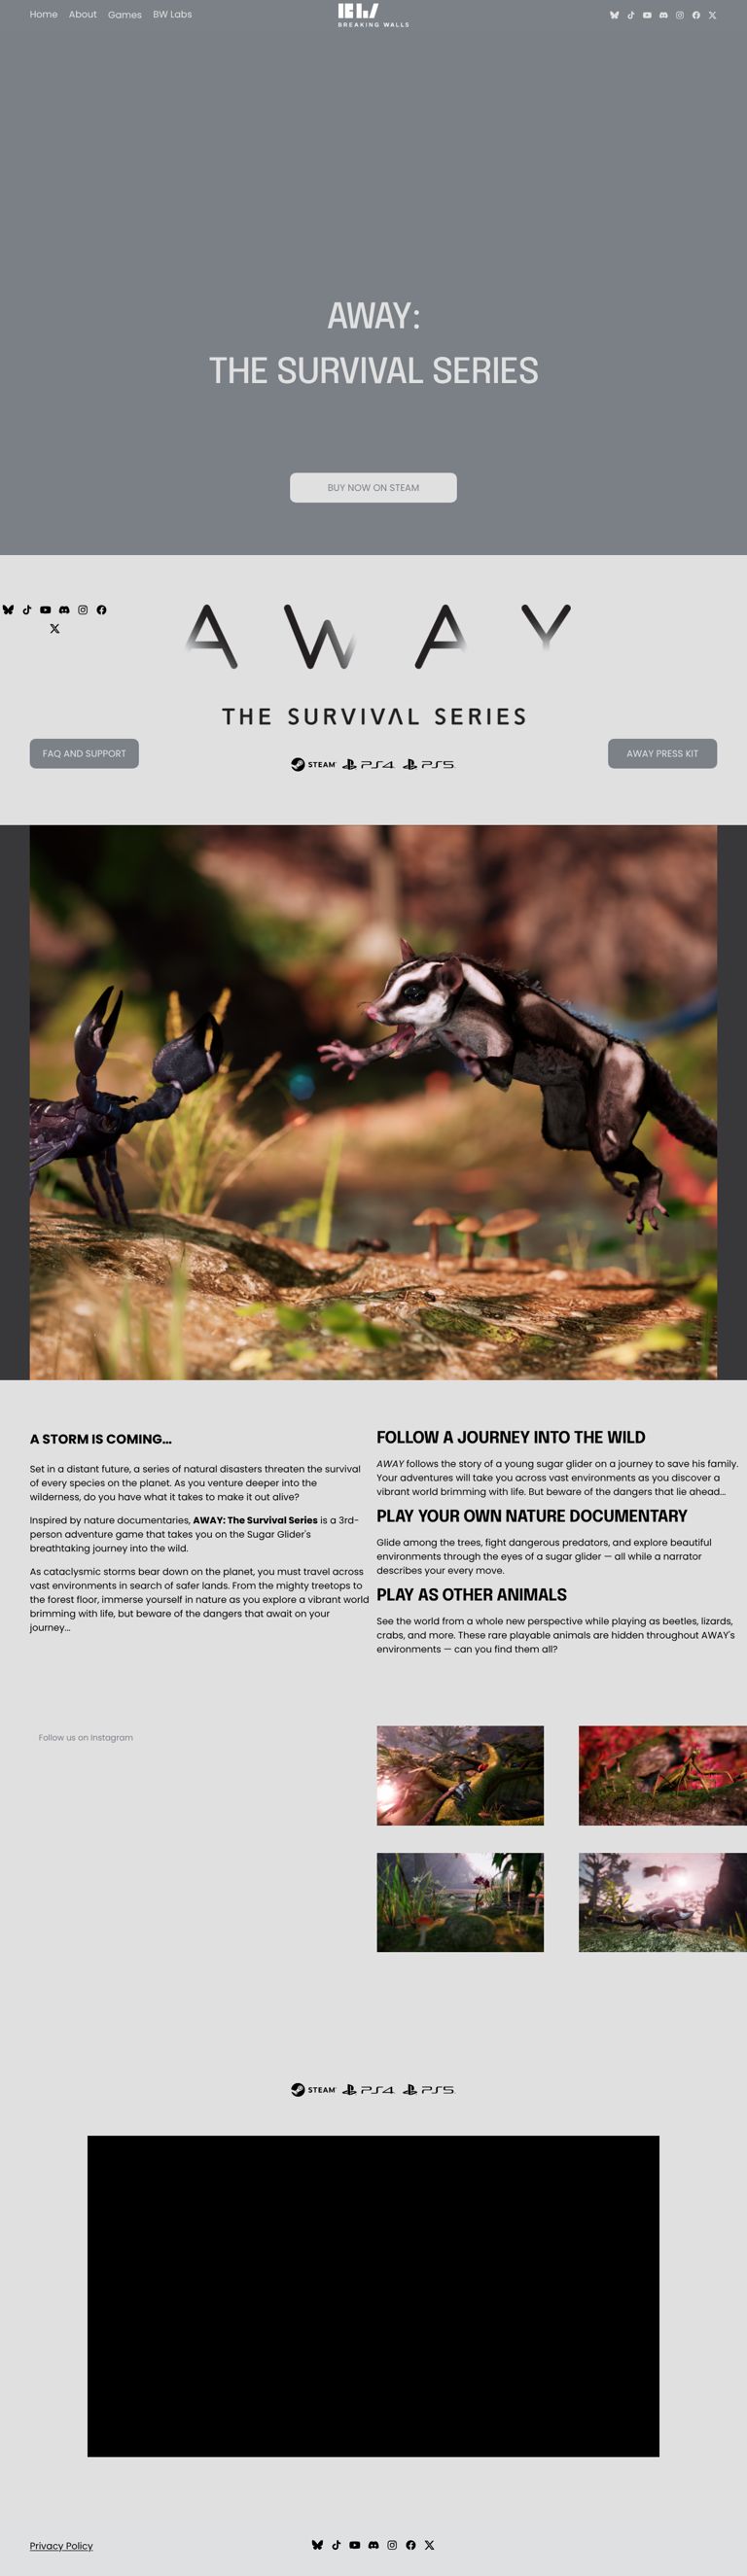 Home About Games BW Labs
BW
BREAKING WALLS
AWAY:
THE SURVIVAL SERIES
BUY NOW ON STEAM
AWAY
THE SURVIVAL SERIES
FAQ AND SUPPORT
STEAM PS4 PS5
AWAY PRESS KIT
A STORM IS COMING...
Set in a distant future, a series of natural disasters threaten the survival
of every species on the planet. As you venture deeper into the
wilderness, do you have what it takes to make it out alive?
Inspired by nature documentaries, AWAY: The Survival Series is a 3rd-
person adventure game that takes you on the Sugar Glider's
breathtaking journey into the wild.
As cataclysmic storms bear down on the planet, you must travel across
vast environments in search of safer lands. From the mighty treetops to
the forest floor, immerse yourself in nature as you explore a vibrant world
brimming with life, but beware of the dangers that await on your
journey...
FOLLOW A JOURNEY INTO THE WILD
AWAY follows the story of a young sugar glider on a journey to save his family.
Your adventures will take you across vast environments as you discover a
vibrant world brimming with life. But beware of the dangers that lie ahead...
PLAY YOUR OWN NATURE DOCUMENTARY
Glide among the trees, fight dangerous predators, and explore beautiful
environments through the eyes of a sugar glider — all while a narrator
describes your every move.
PLAY AS OTHER ANIMALS
See the world from a whole new perspective while playing as beetles, lizards,
crabs, and more. These rare playable animals are hidden throughout AWAY's
environments — can you find them all?
Follow us on Instagram
STEAM PS4 PS5
Privacy Policy